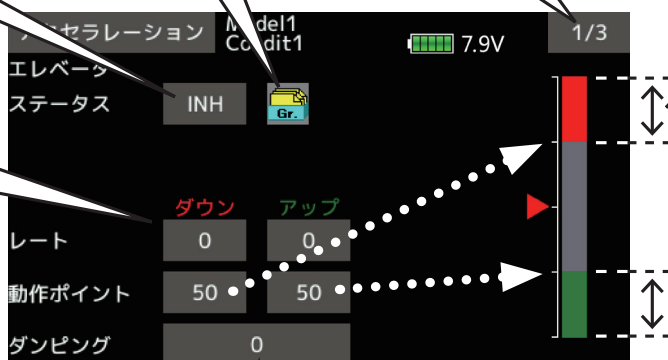 クセラレーション Model1 1/3
Condit1 7.9V
エレベータ
ステータス INH Gr.
ダウン アップ
レート 0 0
動作ポイント 50 50
ダンピング 0